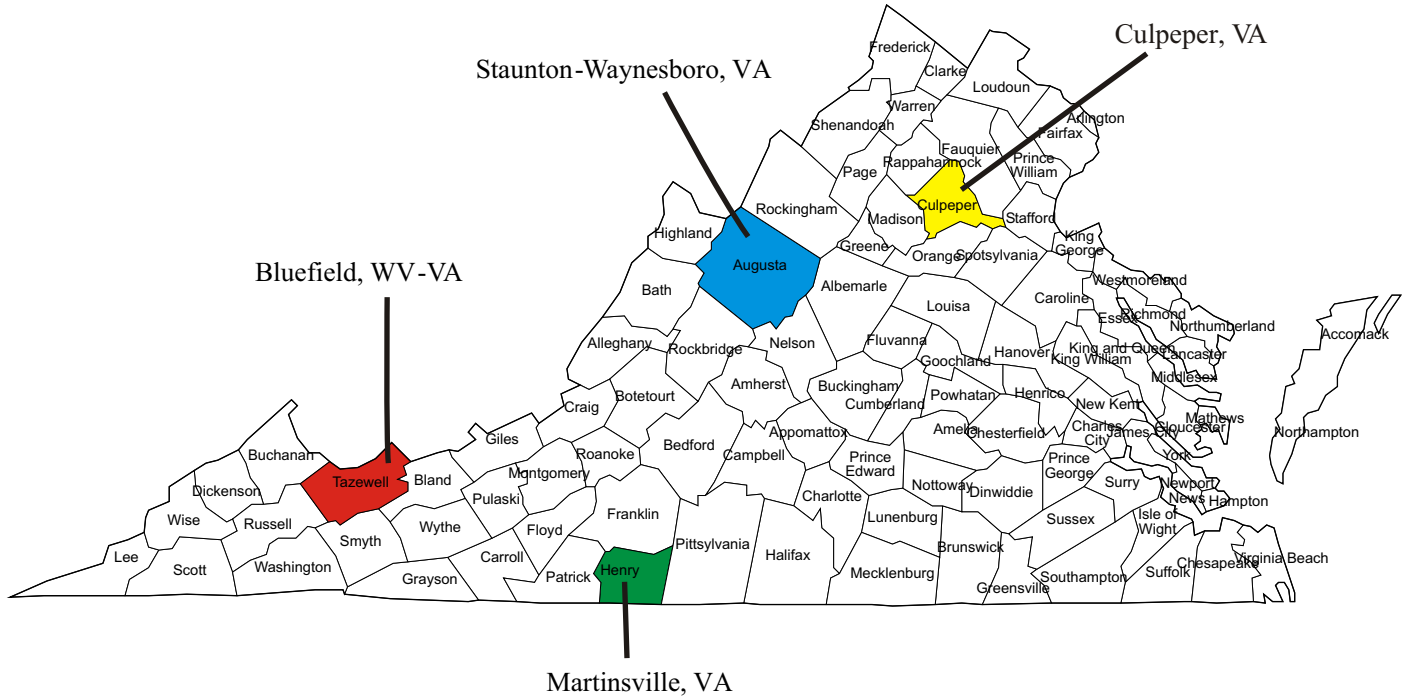 Culpeper, VA
Staunton-Waynesboro, VA
Bluefield, WV-VA
Martinsville, VA
Frederick
Clarke
Loudoun
Warren
Shenandoah
Arlington
Fairfax
Fauquier
Rappahannock
Prince
William
Page
Culpeper
Rockingham
Madison
Stafford
Highland
Greene
King
George
Orange
Spotsylvania
Augusta
Bath
Albemarle
Westmoreland
Caroline
Louisa
Essex
Richmond
Northumberland
Accomack
Alleghany
Rockbridge
Nelson
Fluvanna
Goochland
Hanover
King and Queen
King William
Lancaster
Middlesex
Amherst
Buckingham
Cumberland
Powhatan
Henrico
Botetourt
Craig
New Kent
Mathews
Gloucester
Giles
Bedford
Appomattox
Amelia
Chesterfield
Charles
City
James City
Northampton
Buchanan
Roanoke
Campbell
Prince
Edward
Prince
George
York
Tazewell
Bland
Montgomery
Dickenson
Pulaski
Charlotte
Nottoway
Dinwiddie
Surry
Newport
News
Hampton
Wise
Russell
Wythe
Floyd
Franklin
Lunenburg
Sussex
Isle of
Wight
Smyth
Pittsylvania
Halifax
Brunswick
Lee
Scott
Washington
Carroll
Grayson
Patrick
Henry
Mecklenburg
Greensville
Southampton
Suffolk
Chesapeake
Virginia Beach